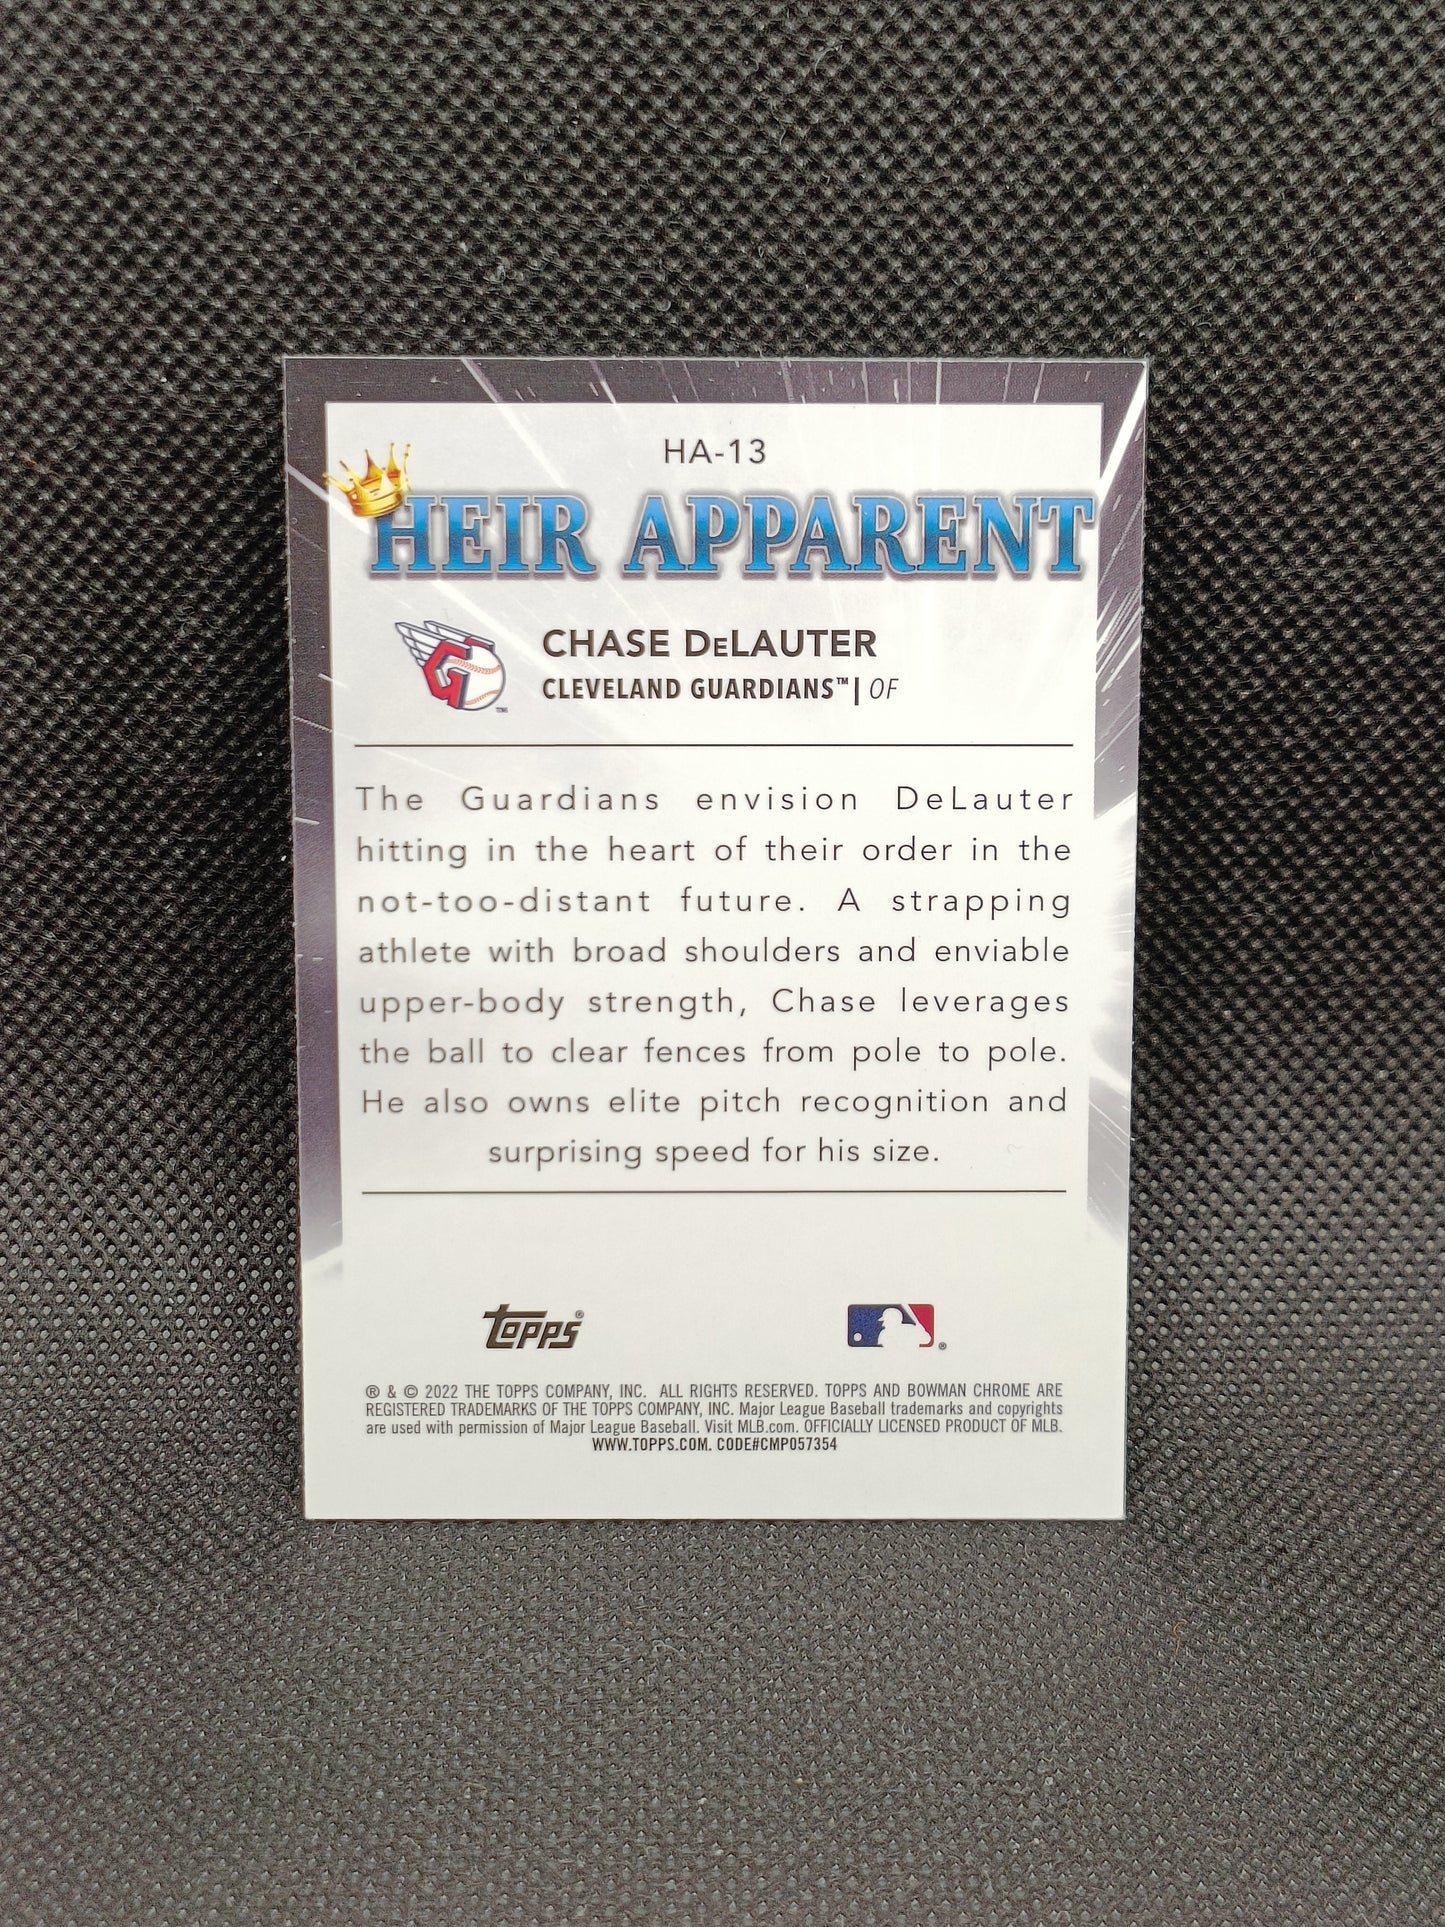 HA-13
HEIR APPARENT
CHASE DeLAUTER
CLEVELAND GUARDIANS™ | OF
G
TM
The Guardians envision DeLauter
hitting in the heart of their order in the
not-too-distant future. A strapping
athlete with broad shoulders and enviable
upper-body strength, Chase leverages
the ball to clear fences from pole to pole.
He also owns elite pitch recognition and
surprising speed for his size.
Topps®
®
® & © 2022 THE TOPPS COMPANY, INC. ALL RIGHTS RESERVED. TOPPS AND BOWMAN CHROME ARE
REGISTERED TRADEMARKS OF THE TOPPS COMPANY, INC. Major League Baseball trademarks and copyrights
are used with permission of Major League Baseball. Visit MLB.com. OFFICIALLY LICENSED PRODUCT OF MLB.
WWW.TOPPS.COM. CODE#CMP057354